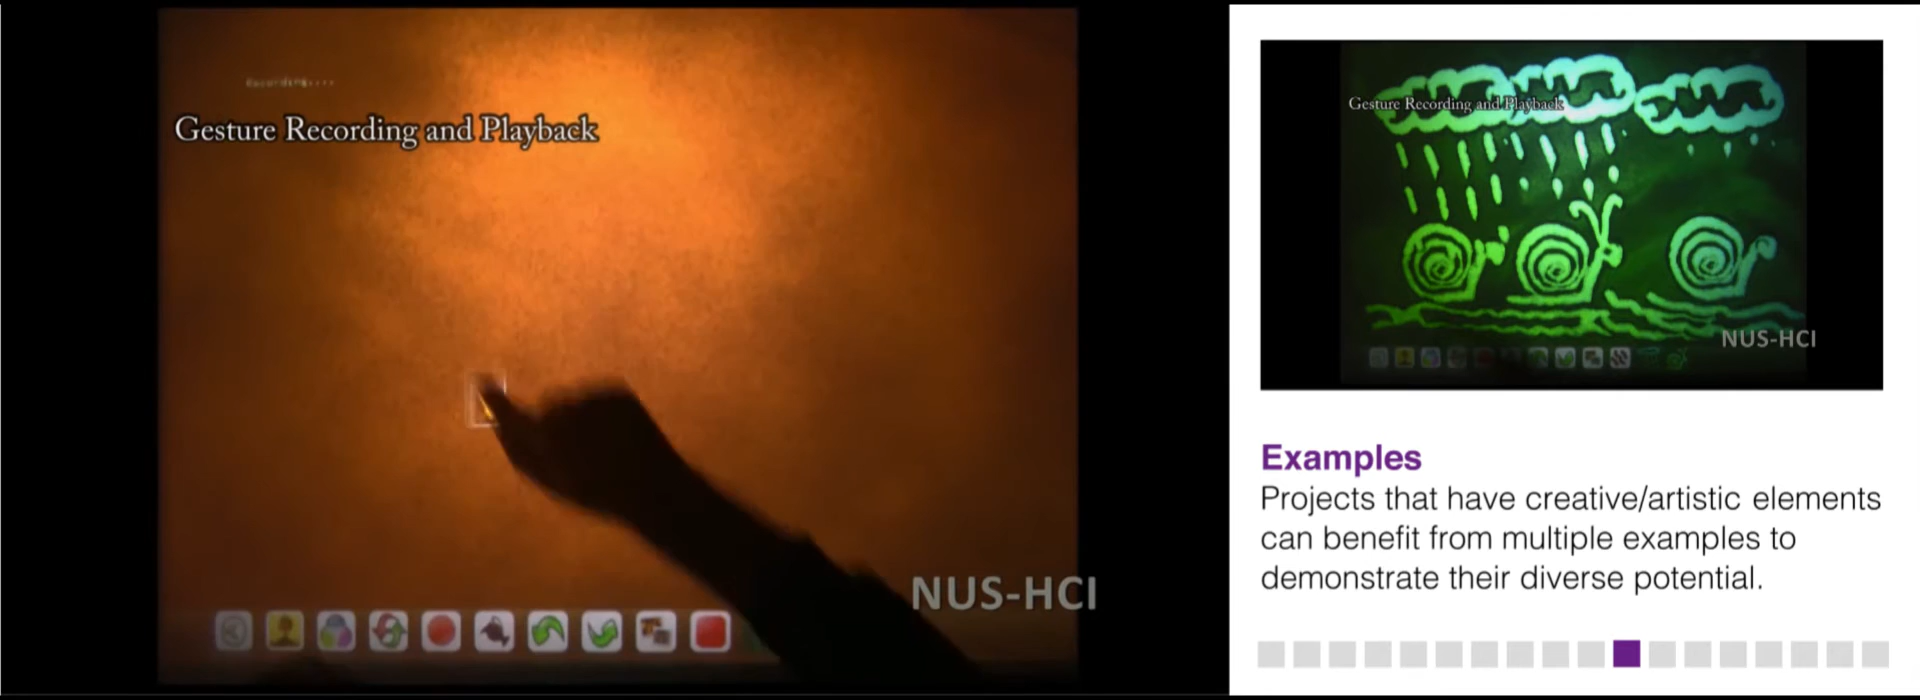 Recording....
Gesture Recording and Playback
NUS-HCI
Gesture Recording and Playback
NUS-HCI
Examples
Projects that have creative/artistic elements
can benefit from multiple examples to
demonstrate their diverse potential.